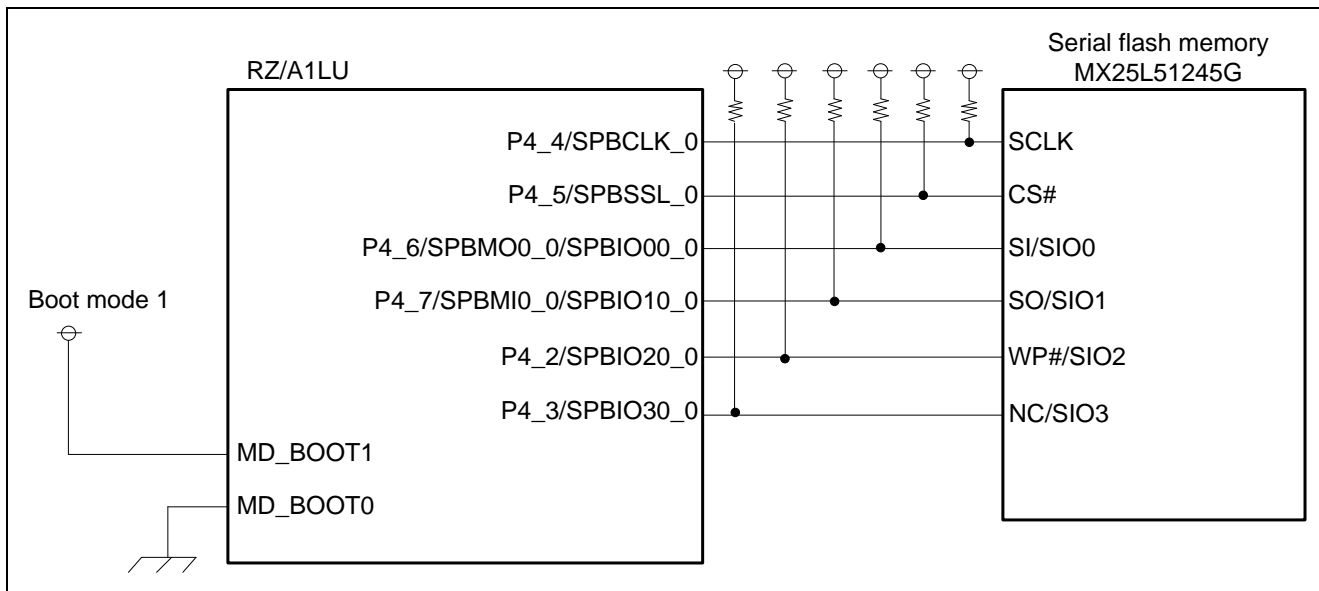 Serial flash memory
RZ/A1LU
MX25L51245G
P4_4/SPBCLK_0
SCLK
P4_5/SPBSSL_0
CS#
P4_6/SPBMO0_0/SPBIO00_0
SI/SIO0
Boot mode 1
P4_7/SPBMI0_0/SPBIO10_0
SO/SIO1
P4_2/SPBIO20_0
WP#/SIO2
P4_3/SPBIO30_0
NC/SIO3
MD_BOOT1
MD_BOOT0